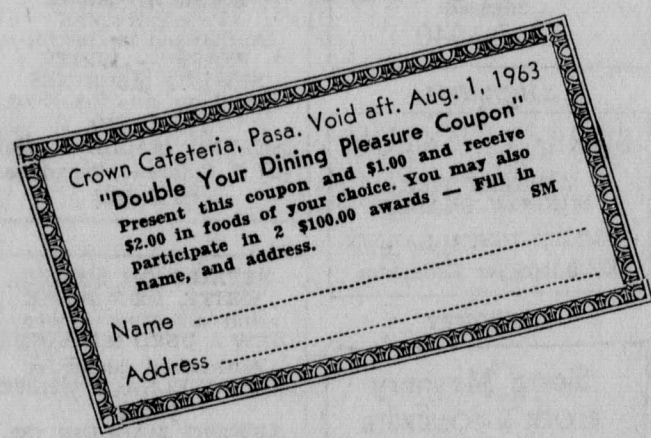 Crown Cafeteria, Pasa. Void aft. Aug. 1, 1963
"Double Your Dining Pleasure Coupon"
Present this coupon and $1.00 and receive
$2.00 in foods of your choice. You may also
participate in 2 $100.00 awards — Fill in
name, and address. SM
Name
Address